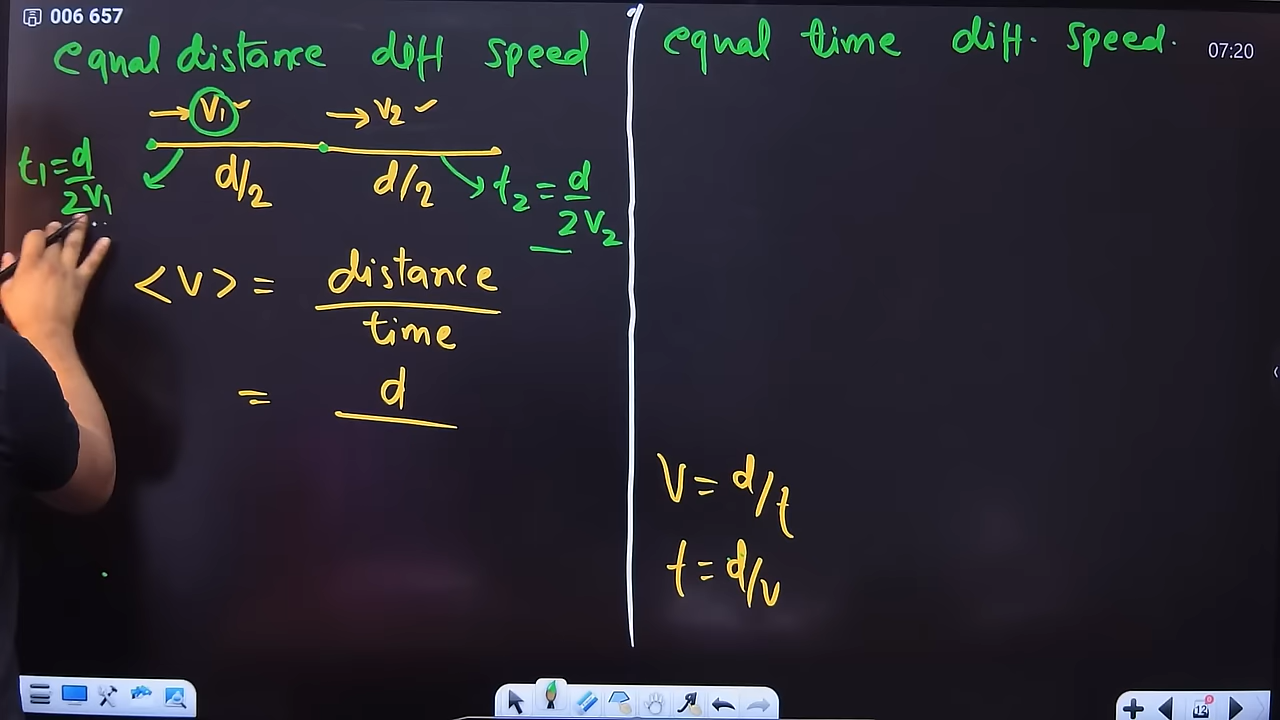 006 657
equal distance diff speed
→ V₁ ✓ → V₂ ✓
t₁ = d/2V₁
d/2 d/2
t₂ = d/2V₂
<V> = distance/time
= d
equal time diff. speed.
07:20
V = d/t
t = d/v
12